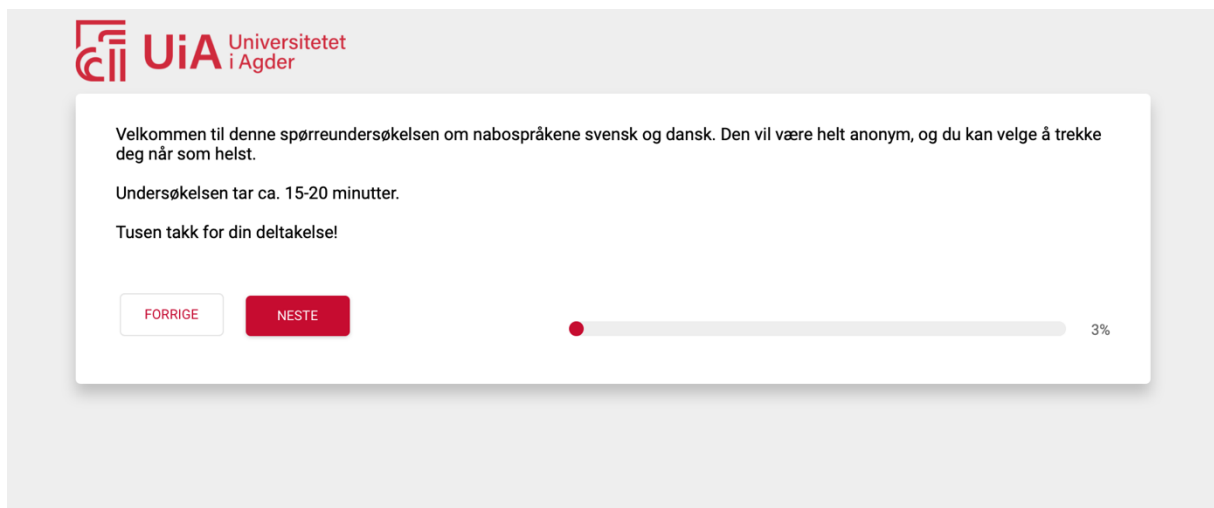 UiA Universitetet
i Agder
Velkommen til denne spørreundersøkelsen om nabospråkene svensk og dansk. Den vil være helt anonym, og du kan velge å trekke
deg når som helst.
Undersøkelsen tar ca. 15-20 minutter.
Tusen takk for din deltakelse!
FORRIGE NESTE 3%